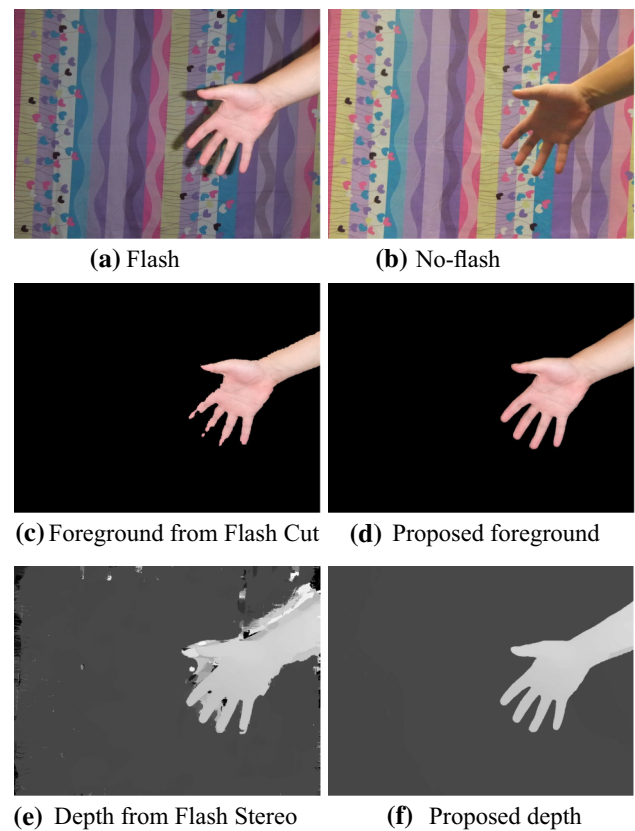 (a) Flash
(b) No-flash
(c) Foreground from Flash Cut
(d) Proposed foreground
(e) Depth from Flash Stereo
(f) Proposed depth